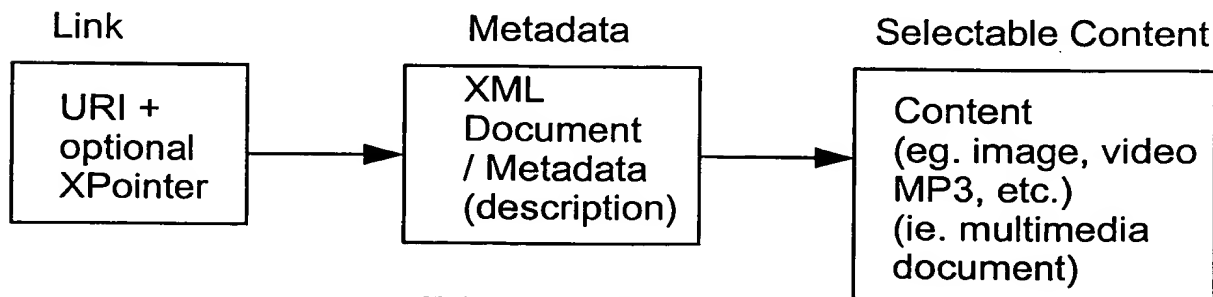 Link
URI +
optional
XPointer
Metadata
XML
Document
/ Metadata
(description)
Selectable Content
Content
(eg. image, video
MP3, etc.)
(ie. multimedia
document)